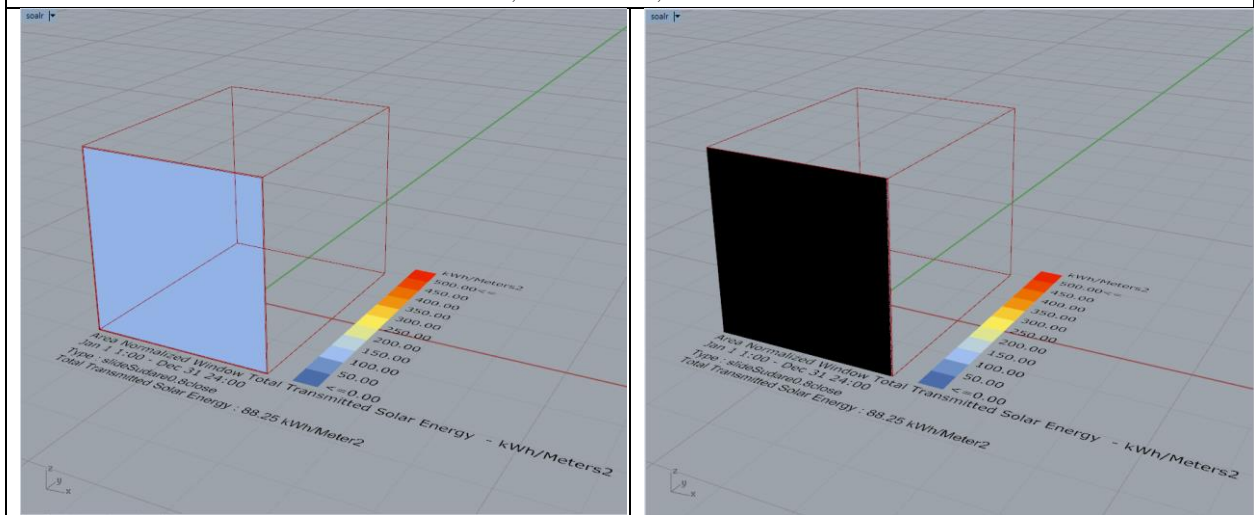 soalr
kWh/Meters2
500.00<=
450.00
400.00
350.00
300.00
250.00
200.00
150.00
100.00
50.00
<=0.00
Area Normalized Window Total Transmitted Solar Energy - kWh/Meters2
Jan 1 1:00 - Dec 31 24:00
Type : slideSudare0.8close
Total Transmitted Solar Energy : 88.25 kWh/Meter2
z
y
x
soalr
kWh/Meters2
500.00<=
450.00
400.00
350.00
300.00
250.00
200.00
150.00
100.00
50.00
<=0.00
Area Normalized Window Total Transmitted Solar Energy - kWh/Meters2
Jan 1 1:00 - Dec 31 24:00
Type : slideSudare0.8close
Total Transmitted Solar Energy : 88.25 kWh/Meter2
z
y
x